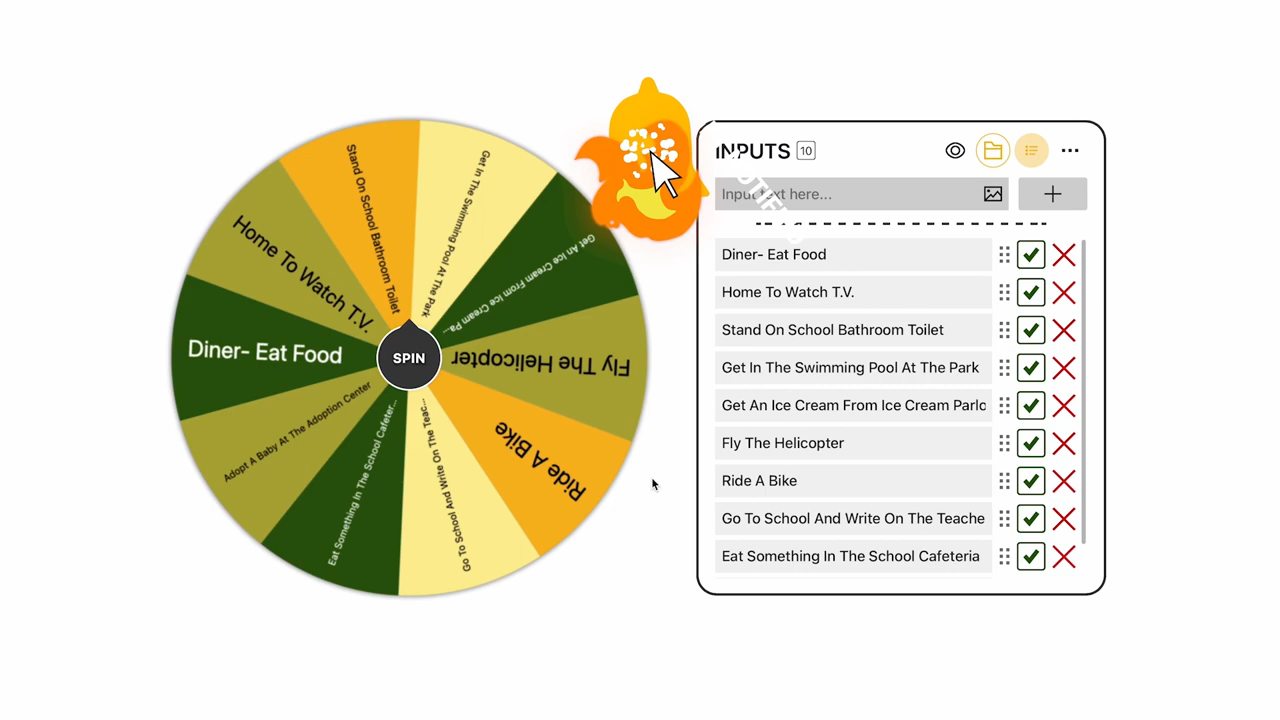 Stand On School Bathroom Toilet
Get In The Swimming Pool At The Park
Home To Watch T.V.
Get An Ice Cream From Ice Cream Pa...
Diner- Eat Food
SPIN
Fly The Helicopter
Adopt A Baby At The Adoption Center
Eat Something In The School Cafeter...
Go To School And Write On The Teac...
Ride A Bike
INPUTS 10
Input text here...
Diner- Eat Food
Home To Watch T.V.
Stand On School Bathroom Toilet
Get In The Swimming Pool At The Park
Get An Ice Cream From Ice Cream Parlo
Fly The Helicopter
Ride A Bike
Go To School And Write On The Teache
Eat Something In The School Cafeteria